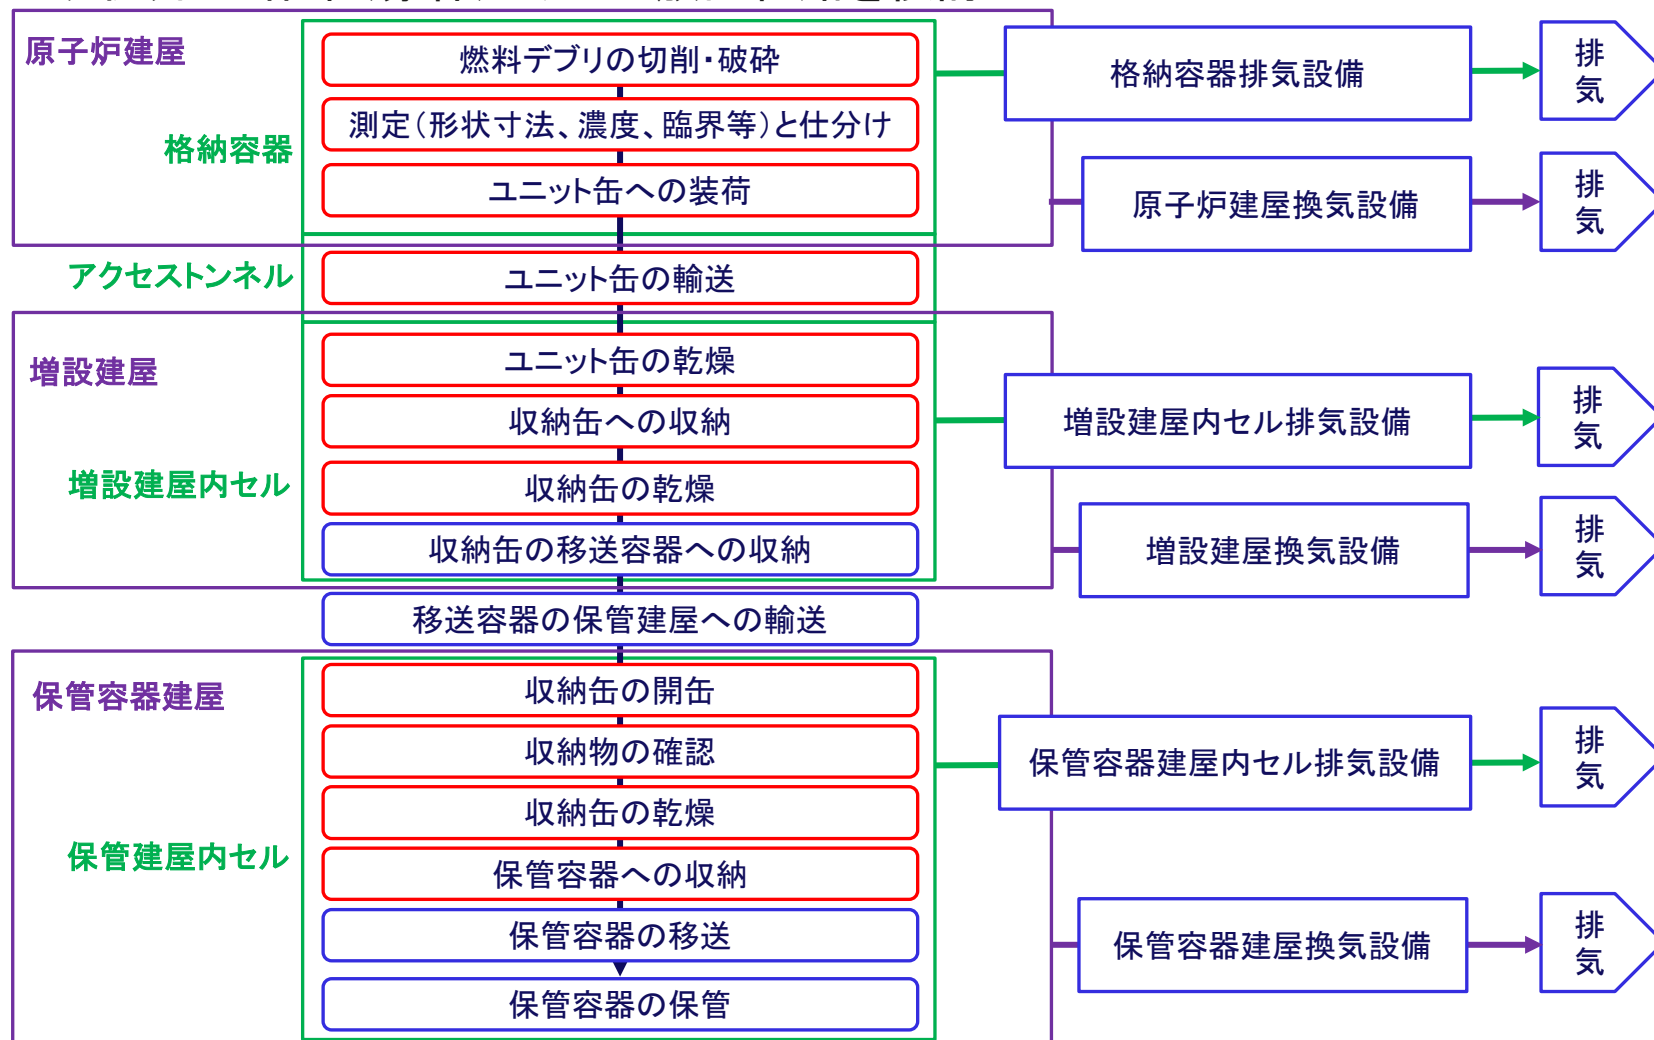 原子炉建屋
格納容器
燃料デブリの切削・破砕
測定(形状寸法、濃度、臨界等)と仕分け
ユニット缶への装荷
格納容器排気設備
排気
原子炉建屋換気設備
排気
アクセストンネル
ユニット缶の輸送
増設建屋
増設建屋内セル
ユニット缶の乾燥
収納缶への収納
収納缶の乾燥
収納缶の移送容器への収納
増設建屋内セル排気設備
排気
増設建屋換気設備
排気
移送容器の保管建屋への輸送
保管容器建屋
保管建屋内セル
収納缶の開缶
収納物の確認
収納缶の乾燥
保管容器への収納
保管容器の移送
保管容器の保管
保管容器建屋内セル排気設備
排気
保管容器建屋換気設備
排気